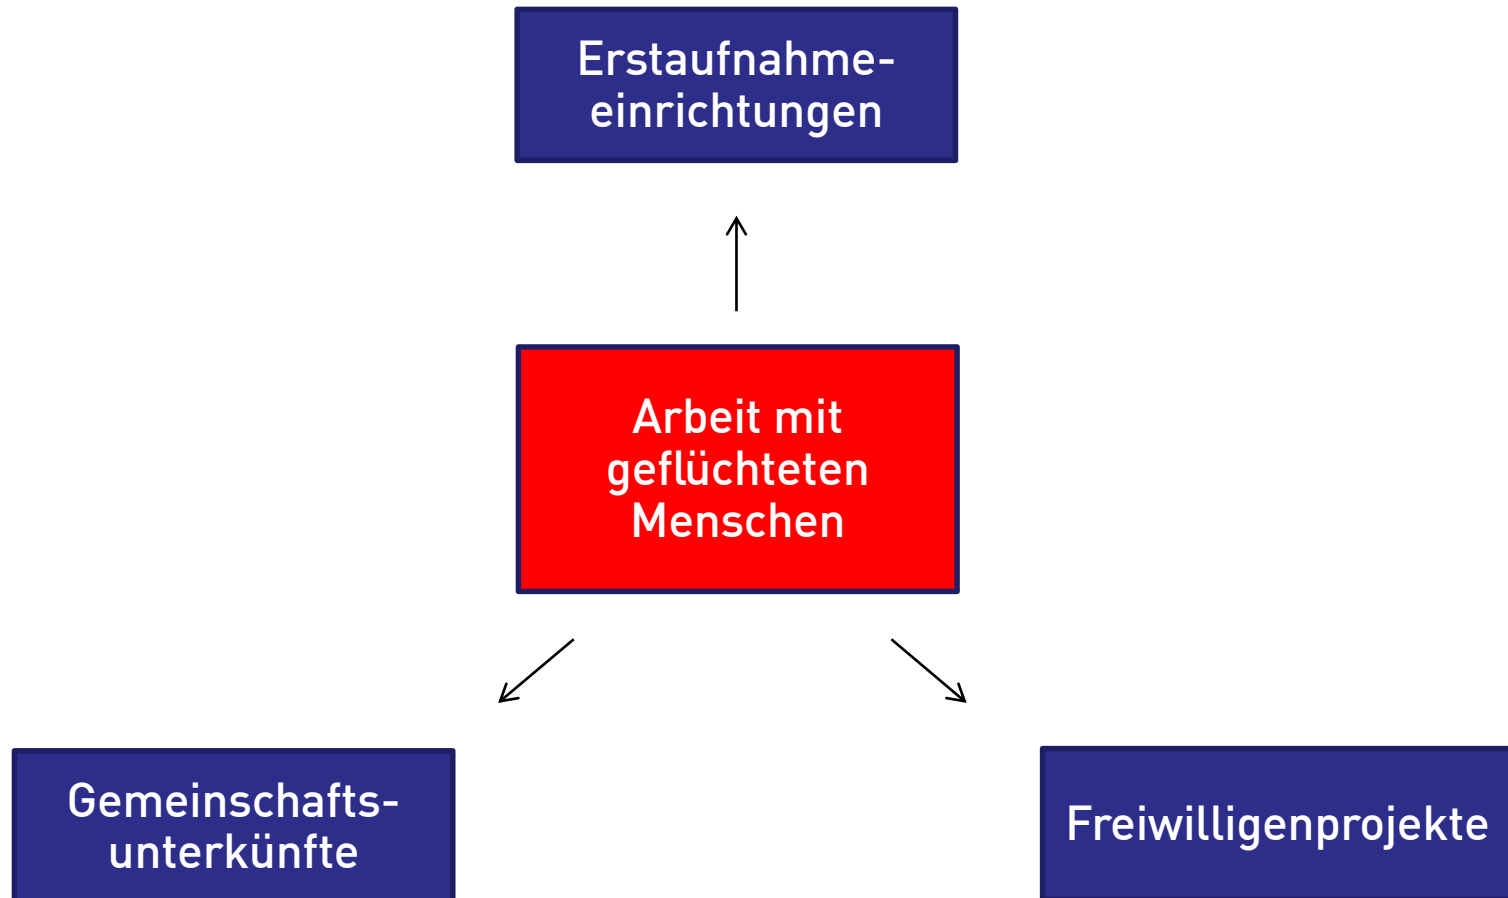 Erstaufnahme-
einrichtungen
Arbeit mit
geflüchteten
Menschen
Gemeinschafts-
unterkünfte
Freiwilligenprojekte